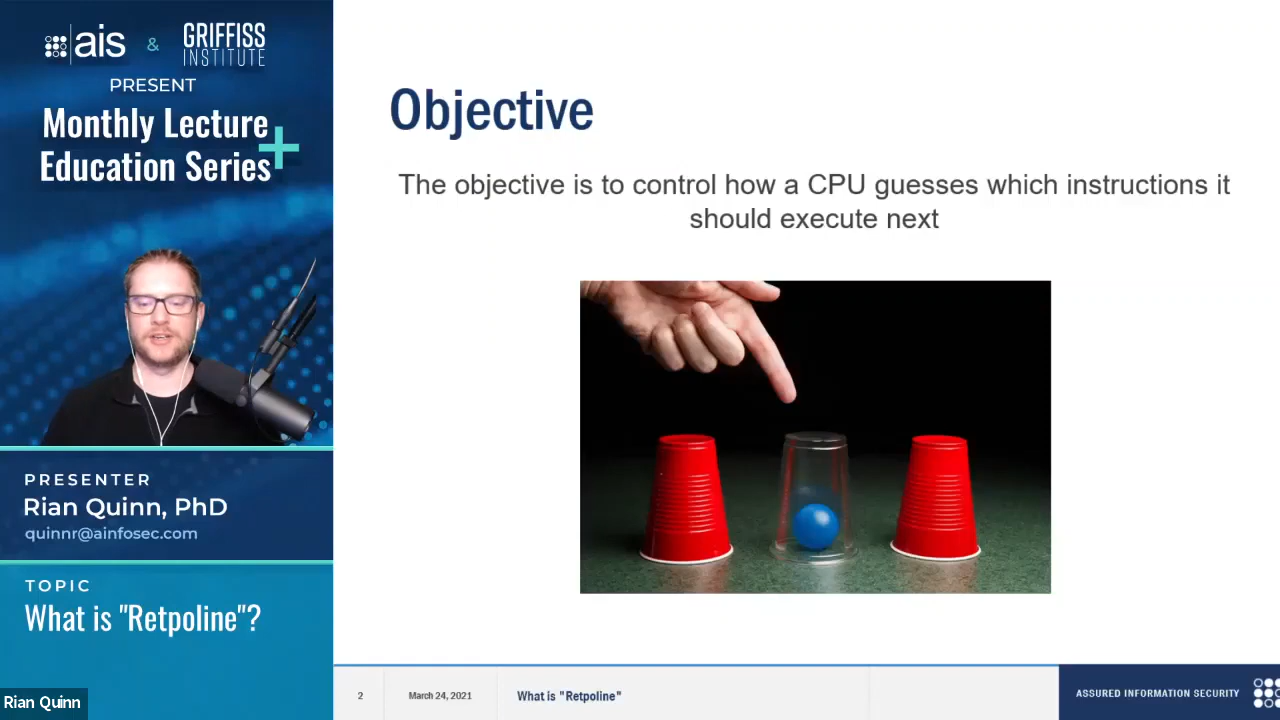 ais & GRIFFISS INSTITUTE
PRESENT
Monthly Lecture
Education Series
PRESENTER
Rian Quinn, PhD
quinnr@ainfosec.com
TOPIC
What is "Retpoline"?
Rian Quinn
Objective
The objective is to control how a CPU guesses which instructions it
should execute next
2
March 24, 2021
What is "Retpoline"
ASSURED INFORMATION SECURITY